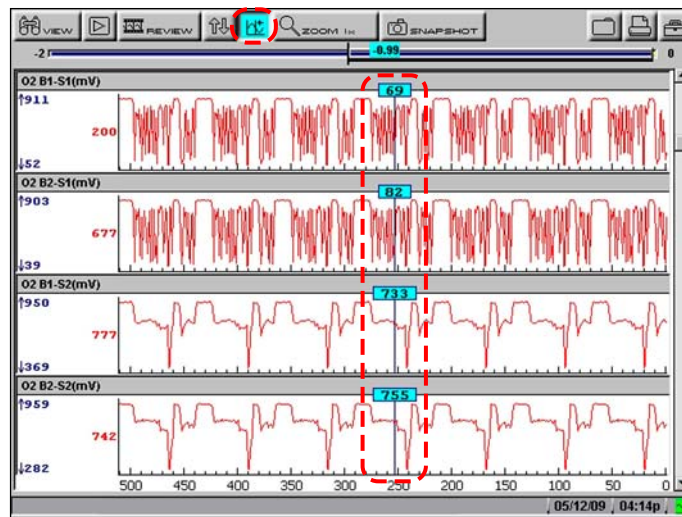 VIEW REVIEW ZOOM 1x SNAPSHOT
-2 -0.99 0
O2 B1-S1(mV)
↑911 69
200
↓52
O2 B2-S1(mV)
↑903 82
677
↓39
O2 B1-S2(mV)
↑950 733
777
↓369
O2 B2-S2(mV)
↑959 755
742
↓282
500 450 400 350 300 250 200 150 100 50 0
05/12/09 04:14p